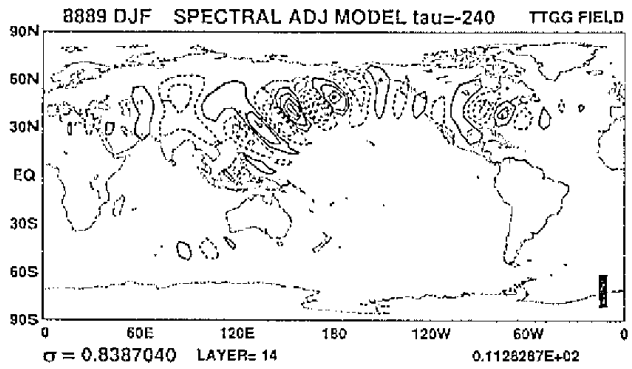 8889 DJF SPECTRAL ADJ MODEL tau=-240 TTGG FIELD
90N
60N
30N
EQ
30S
60S
90S
0 60E 120E 180 120W 60W 0
σ = 0.8387040 LAYER= 14 0.1128287E+02